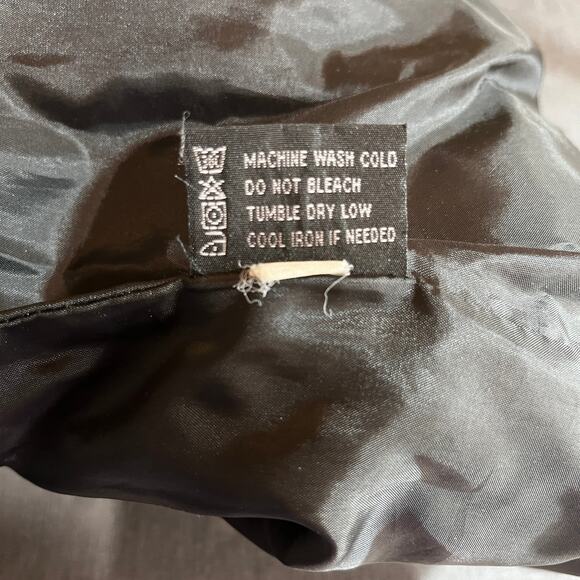 MACHINE WASH COLD
DO NOT BLEACH
TUMBLE DRY LOW
COOL IRON IF NEEDED